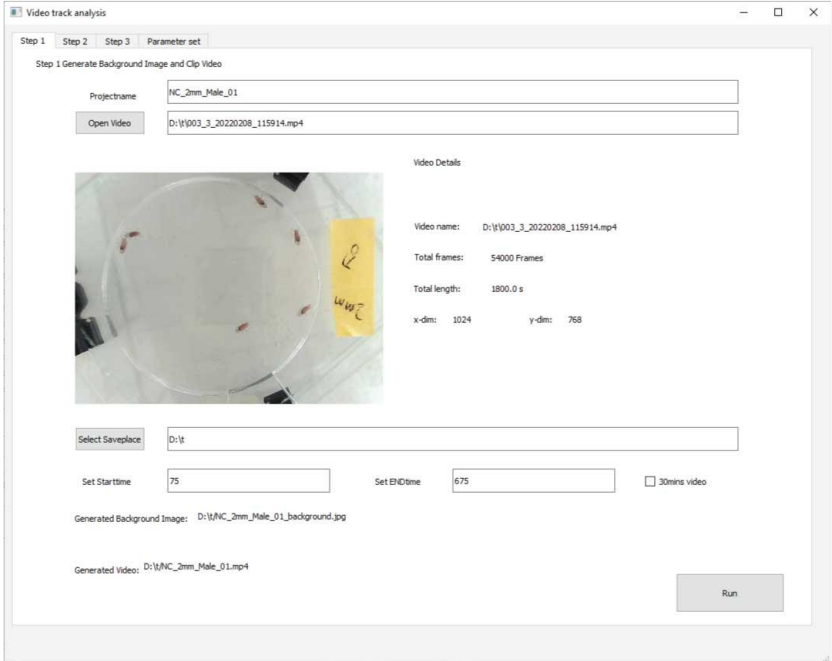 Video track analysis
Step 1 Step 2 Step 3 Parameter set
Step 1 Generate Background Image and Clip Video
Projectname NC_2mm_Male_01
Open Video D:\t\003_3_20220208_115914.mp4
Video Details
Video name: D:\t\003_3_20220208_115914.mp4
Total frames: 54000 Frames
Total length: 1800.0 s
x-dim: 1024 y-dim: 768
2mm ♂
Select Saveplace D:\t
Set Starttime 75 Set ENDtime 675 30mins video
Generated Background Image: D:\t/NC_2mm_Male_01_background.jpg
Generated Video: D:\t/NC_2mm_Male_01.mp4
Run